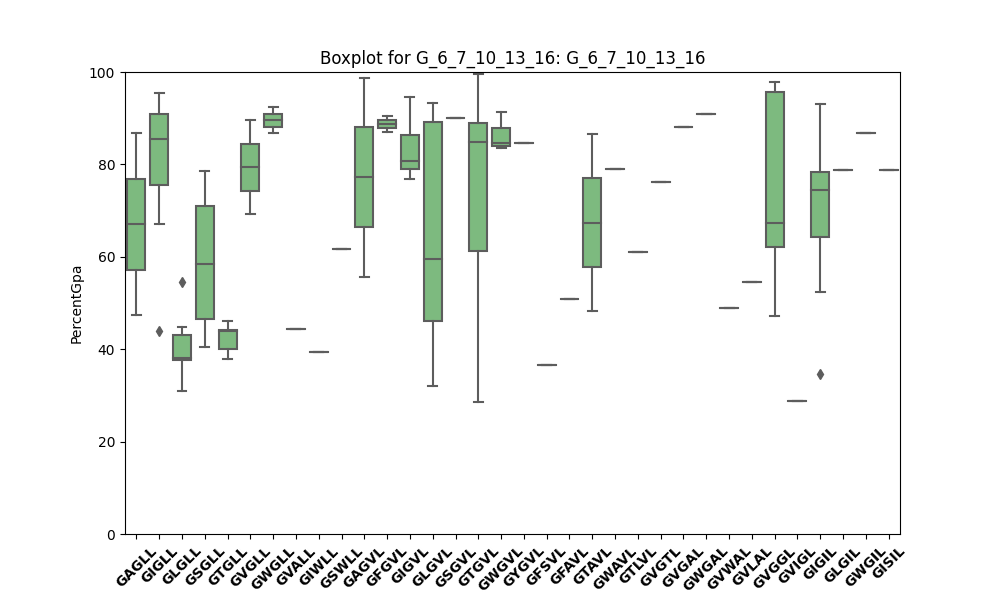 Boxplot for G_6_7_10_13_16: G_6_7_10_13_16
PercentGpa
100
80
60
40
20
0
GAGLL
GIGLL
GLGLL
GSGLL
GTGLL
GVGLL
GWGLL
GVALL
GIWLL
GSWLL
GAGVL
GFGVL
GIGVL
GLGVL
GSGVL
GTGVL
GWGVL
GYGVL
GFSVL
GFAVL
GTAVL
GWAVL
GTLVL
GVGTL
GVGAL
GWGAL
GVWAL
GVLAL
GVGGL
GVIGL
GIGIL
GLGIL
GWGIL
GISIL